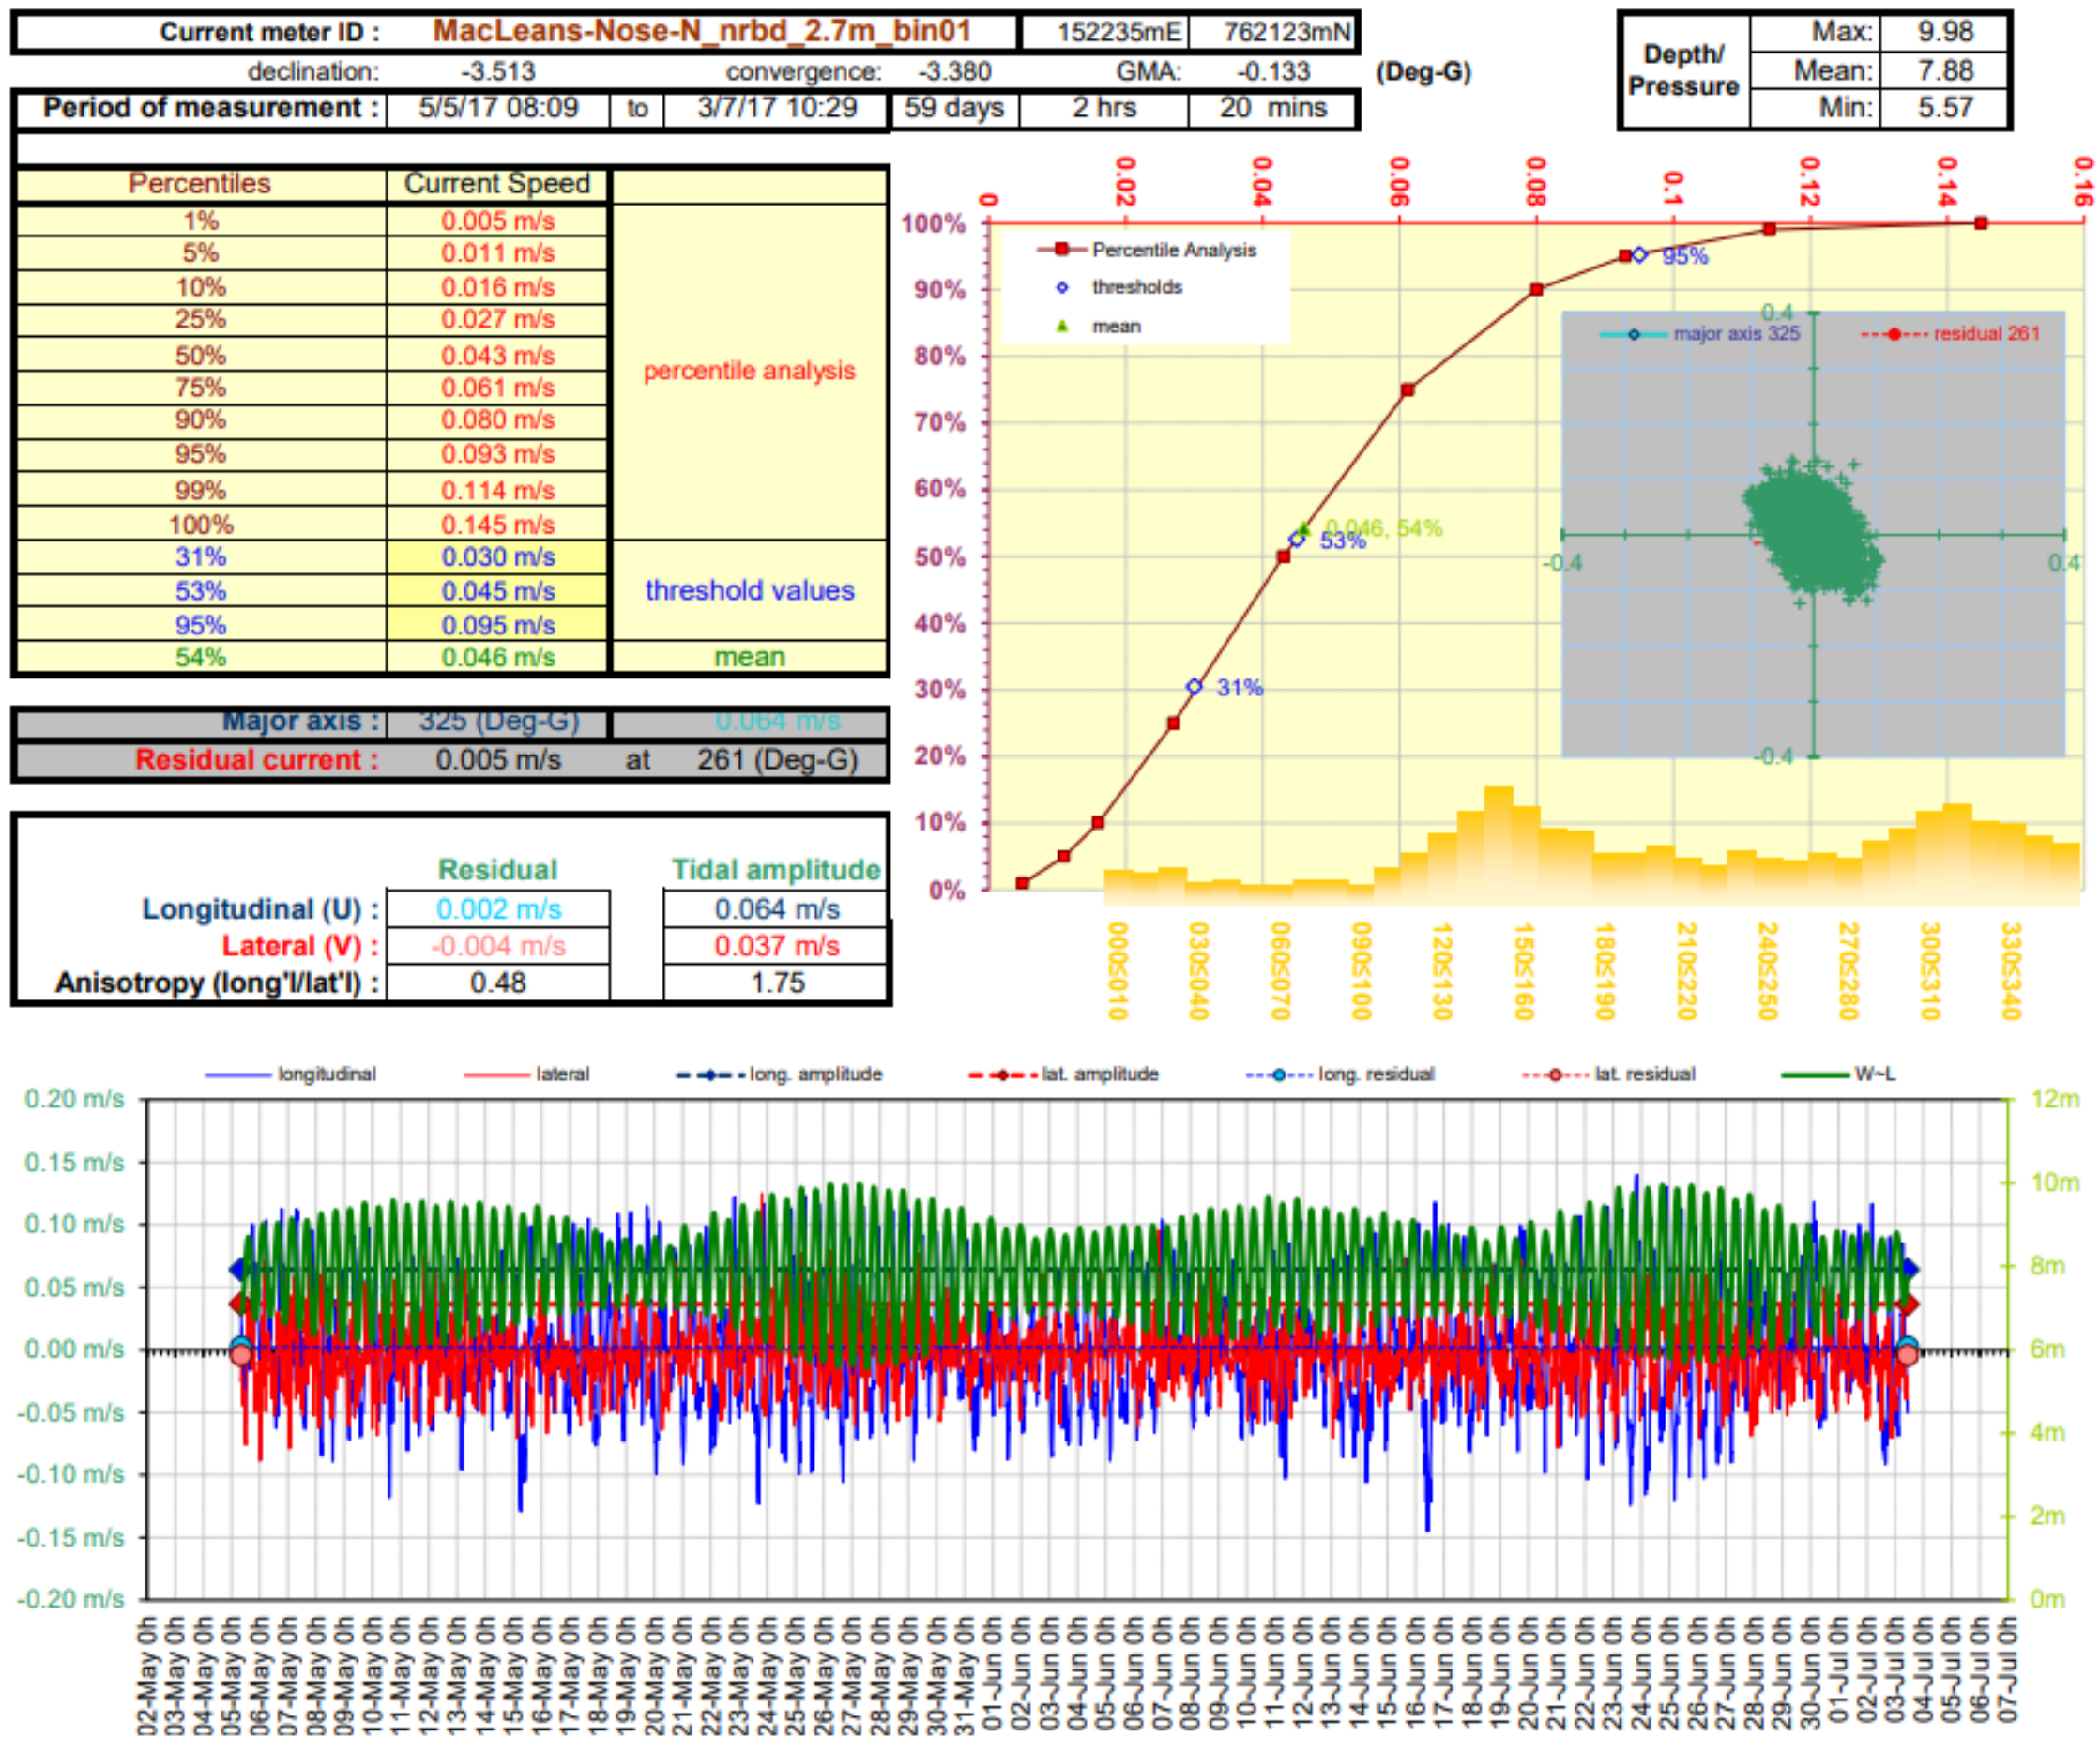 Current meter ID : MacLeans-Nose-N_nrbd_2.7m_bin01 152235mE 762123mN
declination: -3.513 convergence: -3.380 GMA: -0.133 (Deg-G)
Period of measurement : 5/5/17 08:09 to 3/7/17 10:29 59 days 2 hrs 20 mins
Depth/ Pressure
Max: 9.98
Mean: 7.88
Min: 5.57
Percentiles Current Speed
1% 0.005 m/s
5% 0.011 m/s
10% 0.016 m/s
25% 0.027 m/s
50% 0.043 m/s
75% 0.061 m/s
90% 0.080 m/s
95% 0.093 m/s
99% 0.114 m/s
100% 0.145 m/s
percentile analysis
31% 0.030 m/s
53% 0.045 m/s
95% 0.095 m/s
threshold values
54% 0.046 m/s mean
Major axis : 325 (Deg-G) 0.064 m/s
Residual current : 0.005 m/s at 261 (Deg-G)
Residual Tidal amplitude
Longitudinal (U) : 0.002 m/s 0.064 m/s
Lateral (V) : -0.004 m/s 0.037 m/s
Anisotropy (long'l/lat'l) : 0.48 1.75
0 0.02 0.04 0.06 0.08 0.1 0.12 0.14 0.16
100%
90%
80%
70%
60%
50%
40%
30%
20%
10%
0%
Percentile Analysis
thresholds
mean
95%
0.046, 54%
53%
31%
0.4
major axis 325 residual 261
-0.4 0.4
-0.4
000≤010 030≤040 060≤070 090≤100 120≤130 150≤160 180≤190 210≤220 240≤250 270≤280 300≤310 330≤340
longitudinal lateral long. amplitude lat. amplitude long. residual lat. residual W~L
0.20 m/s
0.15 m/s
0.10 m/s
0.05 m/s
0.00 m/s
-0.05 m/s
-0.10 m/s
-0.15 m/s
-0.20 m/s
12m
10m
8m
6m
4m
2m
0m
02-May 0h
03-May 0h
04-May 0h
05-May 0h
06-May 0h
07-May 0h
08-May 0h
09-May 0h
10-May 0h
11-May 0h
12-May 0h
13-May 0h
14-May 0h
15-May 0h
16-May 0h
17-May 0h
18-May 0h
19-May 0h
20-May 0h
21-May 0h
22-May 0h
23-May 0h
24-May 0h
25-May 0h
26-May 0h
27-May 0h
28-May 0h
29-May 0h
30-May 0h
31-May 0h
01-Jun 0h
02-Jun 0h
03-Jun 0h
04-Jun 0h
05-Jun 0h
06-Jun 0h
07-Jun 0h
08-Jun 0h
09-Jun 0h
10-Jun 0h
11-Jun 0h
12-Jun 0h
13-Jun 0h
14-Jun 0h
15-Jun 0h
16-Jun 0h
17-Jun 0h
18-Jun 0h
19-Jun 0h
20-Jun 0h
21-Jun 0h
22-Jun 0h
23-Jun 0h
24-Jun 0h
25-Jun 0h
26-Jun 0h
27-Jun 0h
28-Jun 0h
29-Jun 0h
30-Jun 0h
01-Jul 0h
02-Jul 0h
03-Jul 0h
04-Jul 0h
05-Jul 0h
06-Jul 0h
07-Jul 0h